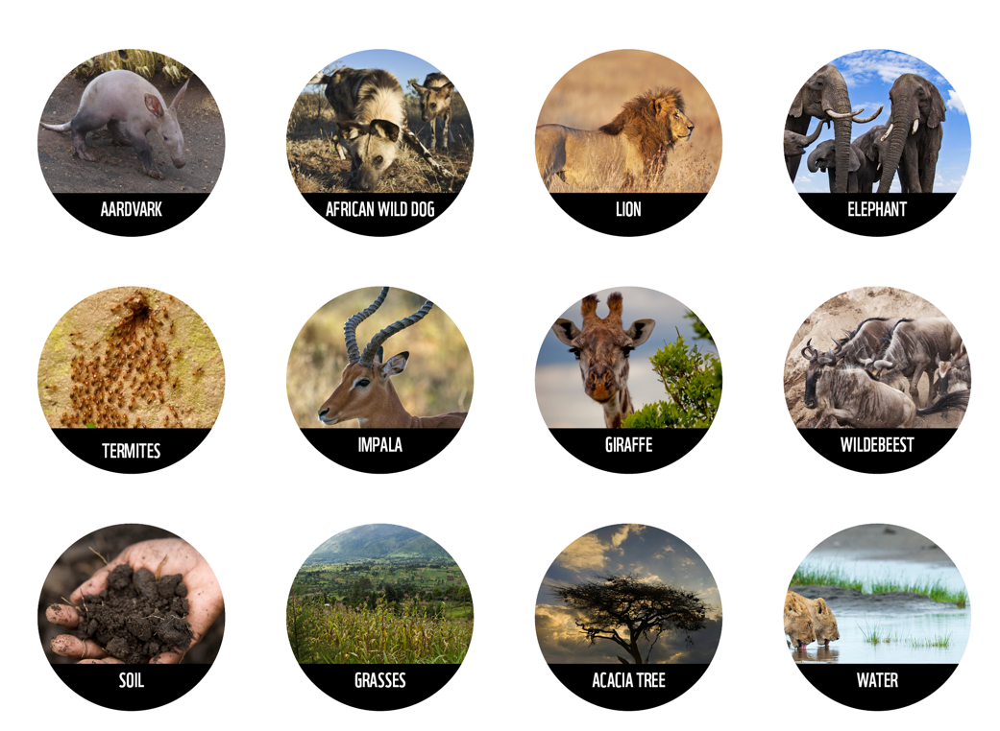 AARDVARK
AFRICAN WILD DOG
LION
ELEPHANT
TERMITES
IMPALA
GIRAFFE
WILDEBEEST
SOIL
GRASSES
ACACIA TREE
WATER